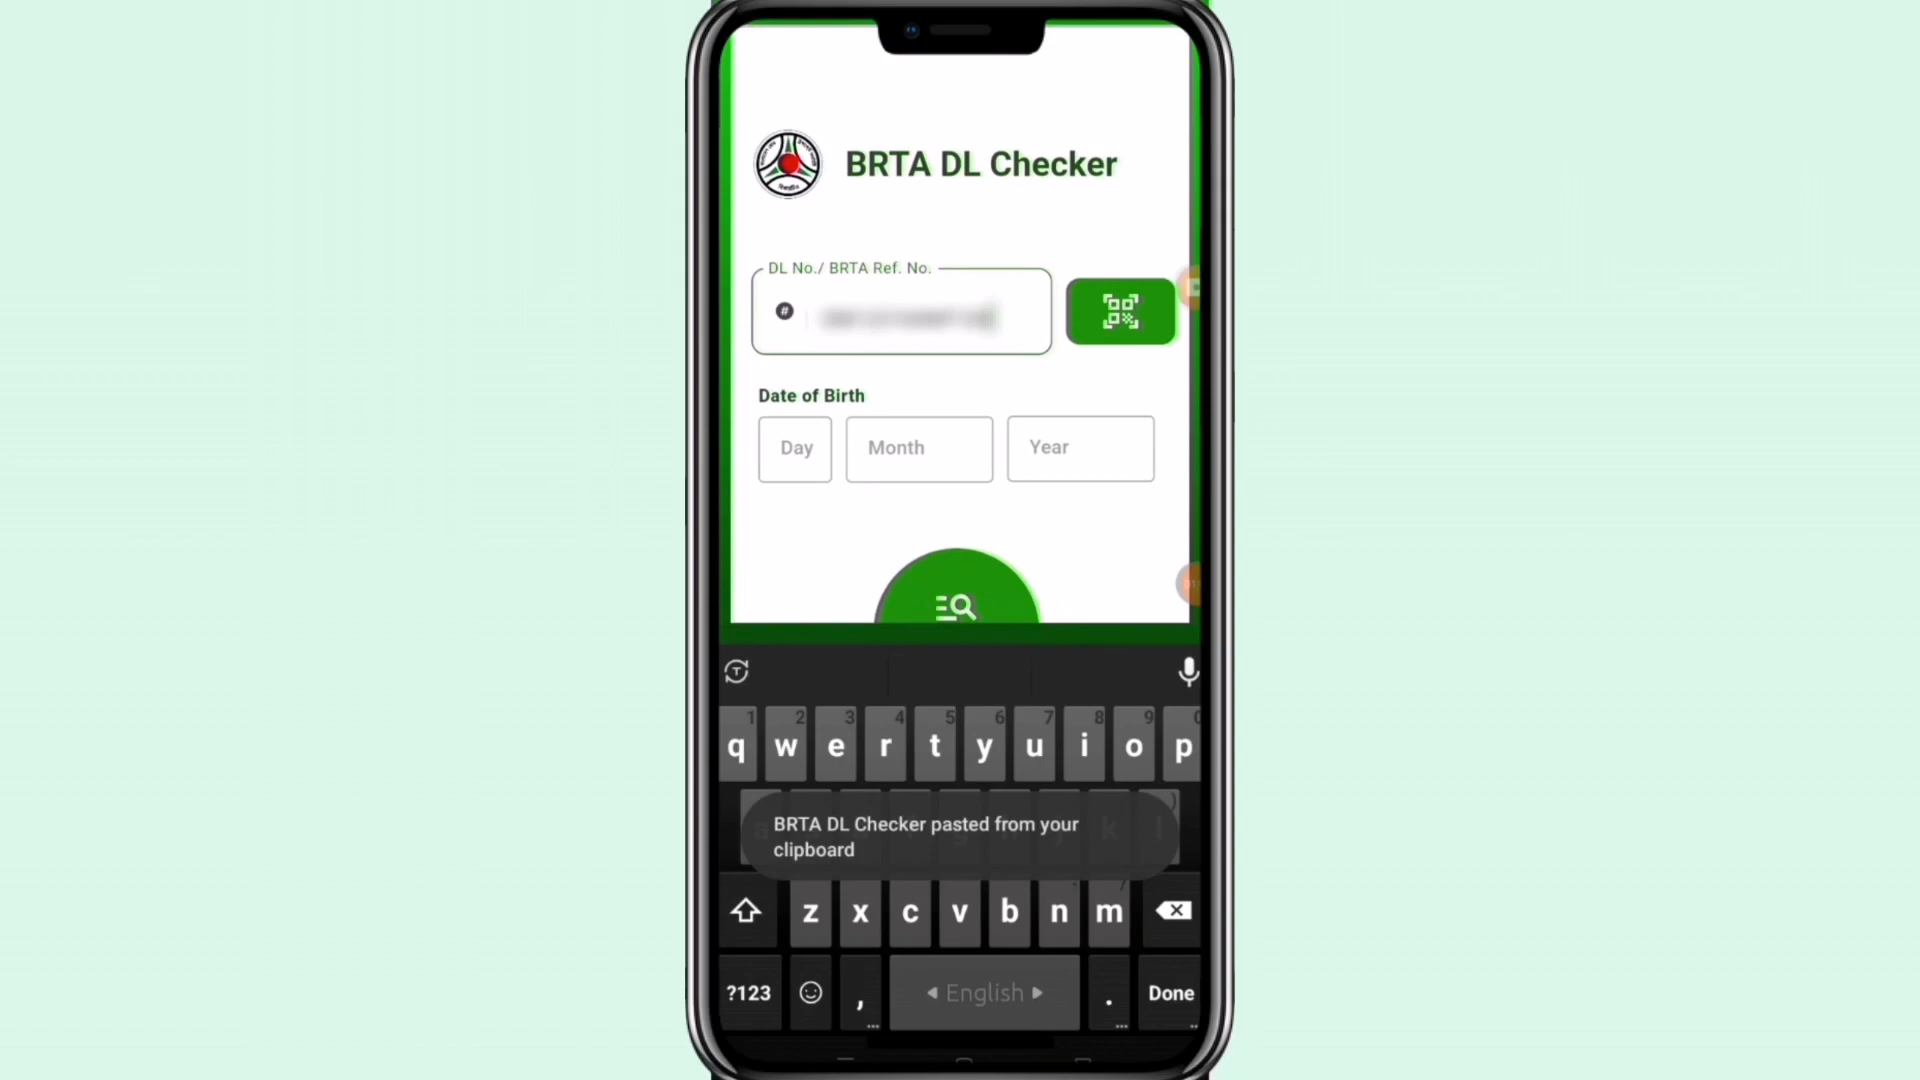 BRTA DL Checker
DL No./ BRTA Ref. No.
#
Date of Birth
Day Month Year
1 2 3 4 5 6 7 8 9 0
q w e r t y u i o p
BRTA DL Checker pasted from your
clipboard
z x c v b n m
?123 , English . Done